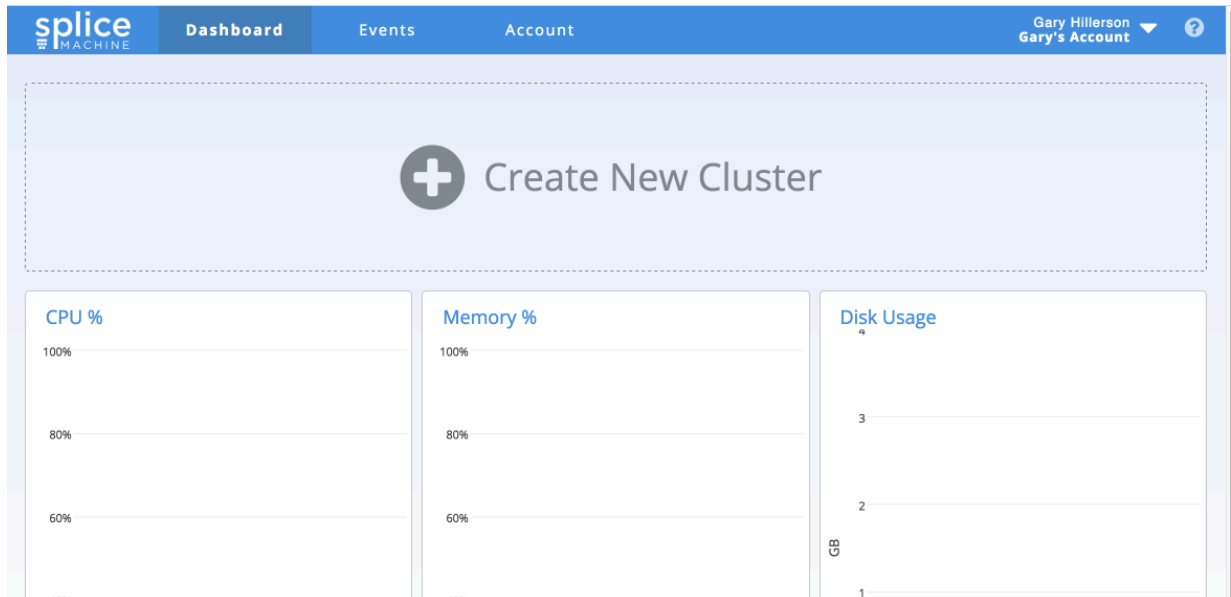 splice
MACHINE
Dashboard
Events
Account
Gary Hillerson
Gary's Account
?
Create New Cluster
CPU %
100%
80%
60%
Memory %
100%
80%
60%
Disk Usage
4
3
2
GB
1